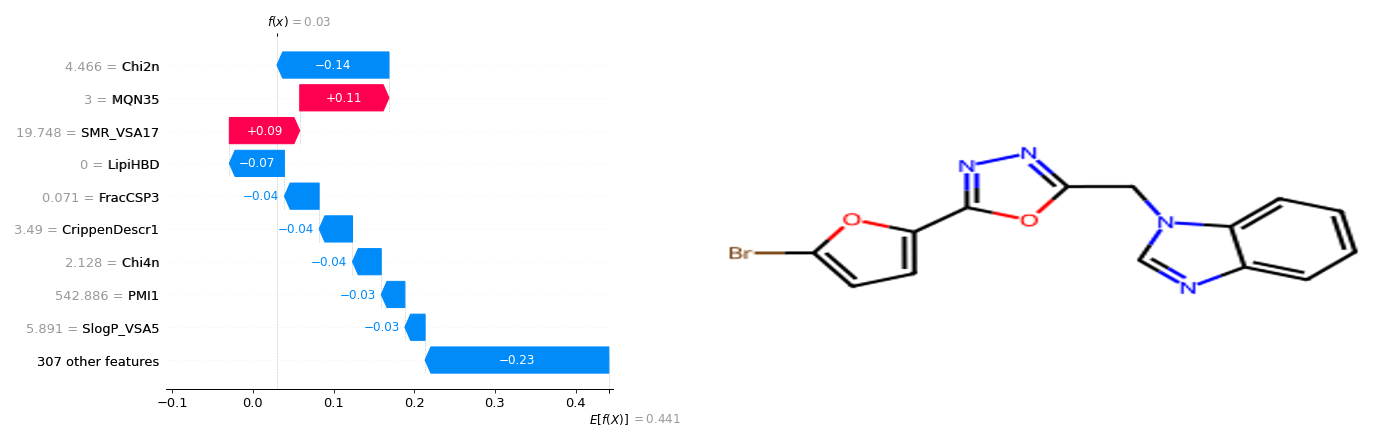 f(x) = 0.03
4.466 = Chi2n
−0.14
3 = MQN35
+0.11
19.748 = SMR_VSA17
+0.09
0 = LipiHBD
−0.07
0.071 = FracCSP3
−0.04
3.49 = CrippenDescr1
−0.04
2.128 = Chi4n
−0.04
542.886 = PMI1
−0.03
5.891 = SlogP_VSA5
−0.03
307 other features
−0.23
−0.1 0.0 0.1 0.2 0.3 0.4
E[f(X)] = 0.441
N N
O O
Br
N
N